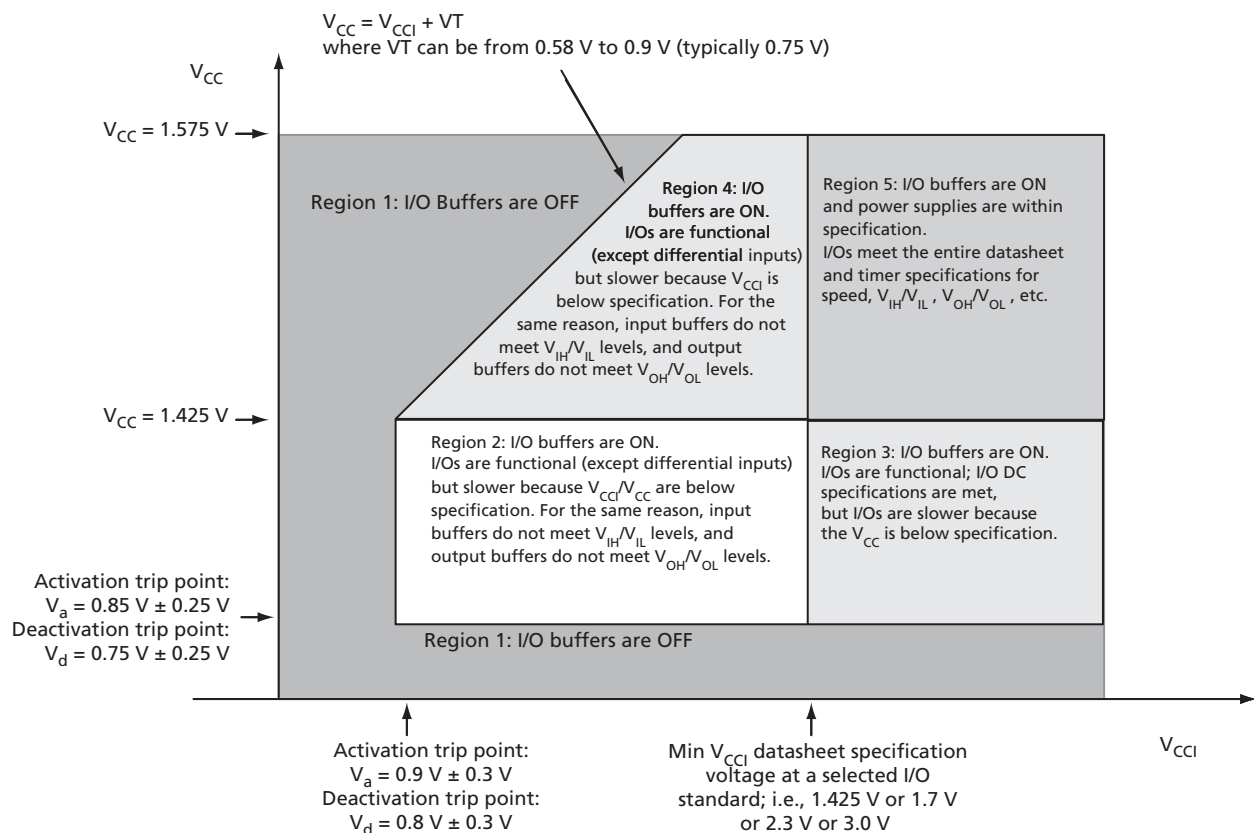 V_CC = V_CCI + VT
where VT can be from 0.58 V to 0.9 V (typically 0.75 V)
V_CC
V_CC = 1.575 V
Region 1: I/O Buffers are OFF
Region 4: I/O
buffers are ON.
I/Os are functional
(except differential inputs)
but slower because V_CCI is
below specification. For the
same reason, input buffers do not
meet V_IH/V_IL levels, and output
buffers do not meet V_OH/V_OL levels.
Region 5: I/O buffers are ON
and power supplies are within
specification.
I/Os meet the entire datasheet
and timer specifications for
speed, V_IH/V_IL , V_OH/V_OL , etc.
V_CC = 1.425 V
Region 2: I/O buffers are ON.
I/Os are functional (except differential inputs)
but slower because V_CCI/V_CC are below
specification. For the same reason, input
buffers do not meet V_IH/V_IL levels, and
output buffers do not meet V_OH/V_OL levels.
Region 3: I/O buffers are ON.
I/Os are functional; I/O DC
specifications are met,
but I/Os are slower because
the V_CC is below specification.
Activation trip point:
V_a = 0.85 V ± 0.25 V
Deactivation trip point:
V_d = 0.75 V ± 0.25 V
Region 1: I/O buffers are OFF
Activation trip point:
V_a = 0.9 V ± 0.3 V
Deactivation trip point:
V_d = 0.8 V ± 0.3 V
Min V_CCI datasheet specification
voltage at a selected I/O
standard; i.e., 1.425 V or 1.7 V
or 2.3 V or 3.0 V
V_CCI